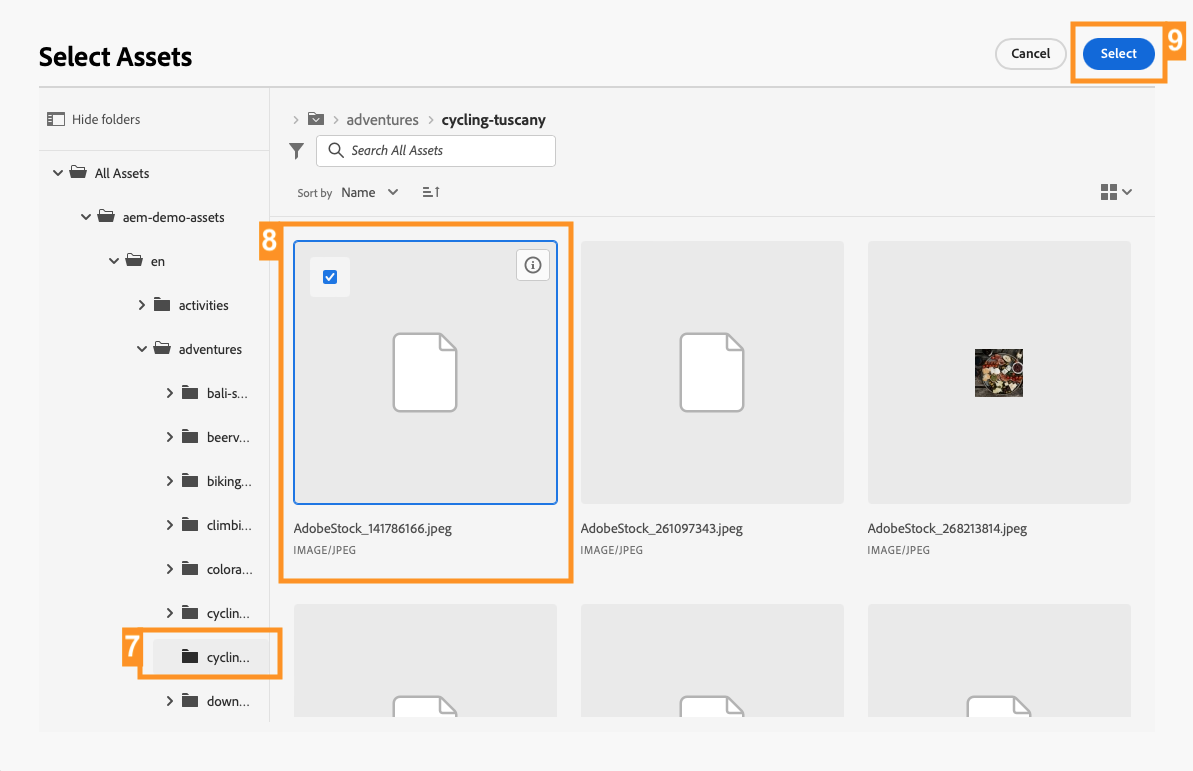 Select Assets
Cancel
Select
9
Hide folders
adventures
cycling-tuscany
Search All Assets
Sort by Name
All Assets
aem-demo-assets
en
activities
adventures
bali-s...
beerv...
biking...
climbi...
colora...
cyclin...
7
cyclin...
down...
8
AdobeStock_141786166.jpeg
IMAGE/JPEG
AdobeStock_261097343.jpeg
IMAGE/JPEG
AdobeStock_268213814.jpeg
IMAGE/JPEG